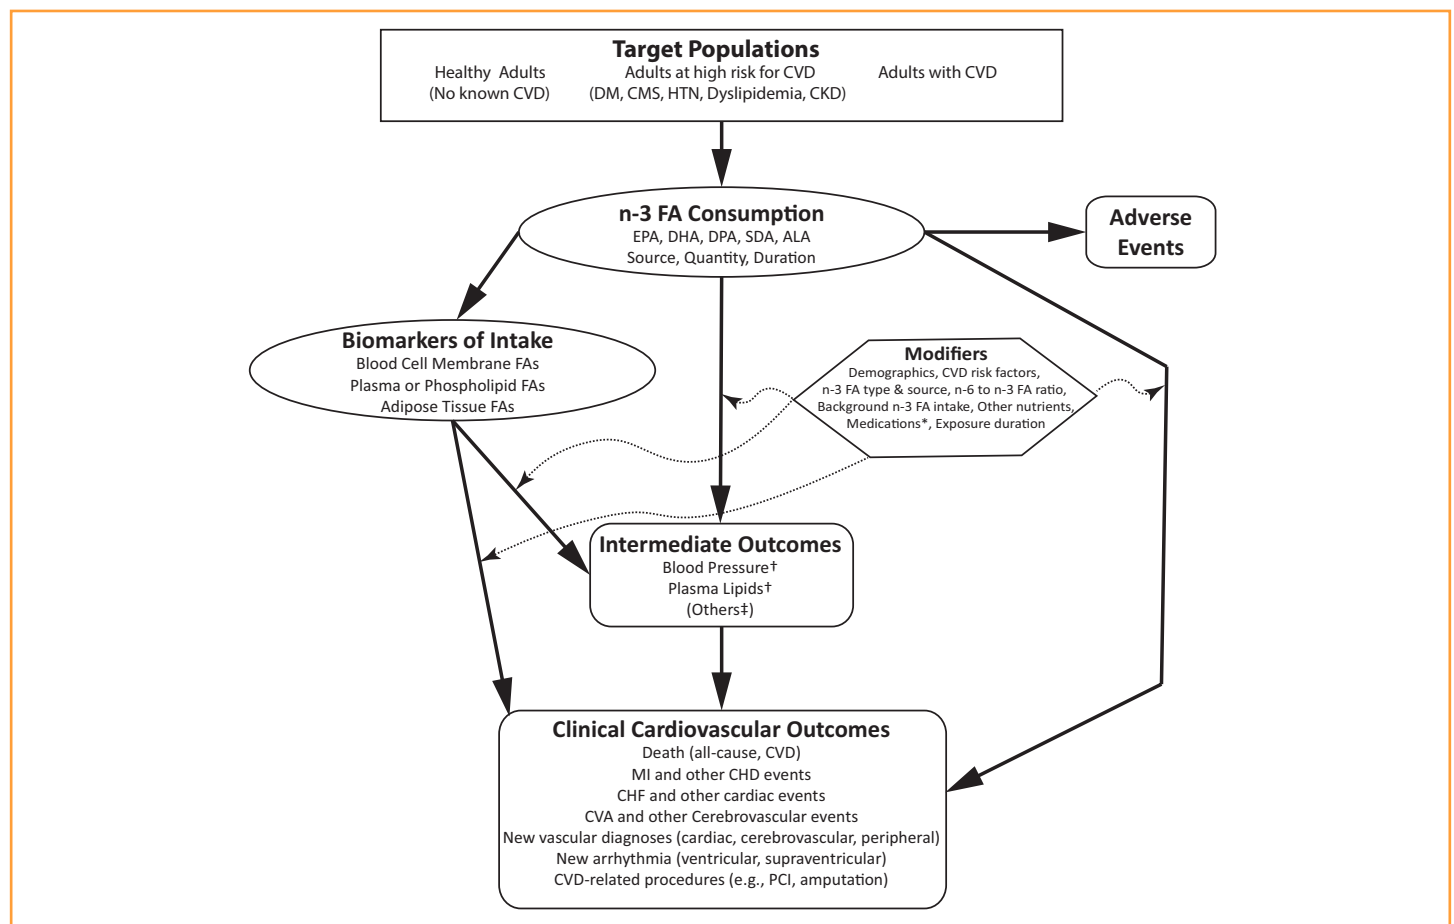 Target Populations
Healthy Adults
(No known CVD)
Adults at high risk for CVD
(DM, CMS, HTN, Dyslipidemia, CKD)
Adults with CVD
n-3 FA Consumption
EPA, DHA, DPA, SDA, ALA
Source, Quantity, Duration
Adverse
Events
Biomarkers of Intake
Blood Cell Membrane FAs
Plasma or Phospholipid FAs
Adipose Tissue FAs
Modifiers
Demographics, CVD risk factors,
n-3 FA type & source, n-6 to n-3 FA ratio,
Background n-3 FA intake, Other nutrients,
Medications*, Exposure duration
Intermediate Outcomes
Blood Pressure†
Plasma Lipids†
(Others‡)
Clinical Cardiovascular Outcomes
Death (all-cause, CVD)
MI and other CHD events
CHF and other cardiac events
CVA and other Cerebrovascular events
New vascular diagnoses (cardiac, cerebrovascular, peripheral)
New arrhythmia (ventricular, supraventricular)
CVD-related procedures (e.g., PCI, amputation)